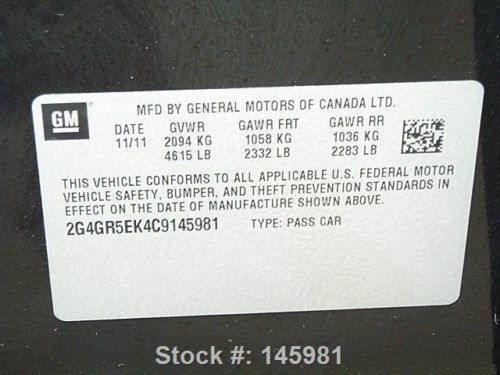 GM
MFD BY GENERAL MOTORS OF CANADA LTD.
DATE GVWR GAWR FRT GAWR RR
11/11 2094 KG 1058 KG 1036 KG
4615 LB 2332 LB 2283 LB
THIS VEHICLE CONFORMS TO ALL APPLICABLE U.S. FEDERAL MOTOR
VEHICLE SAFETY, BUMPER, AND THEFT PREVENTION STANDARDS IN
EFFECT ON THE DATE OF MANUFACTURE SHOWN ABOVE.
2G4GR5EK4C9145981 TYPE: PASS CAR
Stock #: 145981